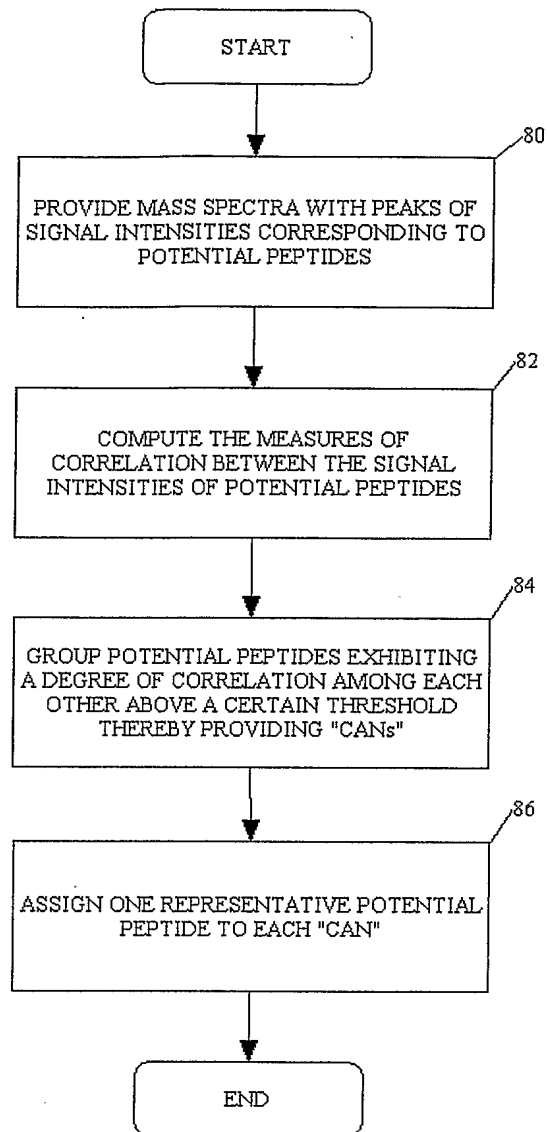 START
80
PROVIDE MASS SPECTRA WITH PEAKS OF
SIGNAL INTENSITIES CORRESPONDING TO
POTENTIAL PEPTIDES
82
COMPUTE THE MEASURES OF
CORRELATION BETWEEN THE SIGNAL
INTENSITIES OF POTENTIAL PEPTIDES
84
GROUP POTENTIAL PEPTIDES EXHIBITING
A DEGREE OF CORRELATION AMONG EACH
OTHER ABOVE A CERTAIN THRESHOLD
THEREBY PROVIDING "CANs"
86
ASSIGN ONE REPRESENTATIVE POTENTIAL
PEPTIDE TO EACH "CAN"
END